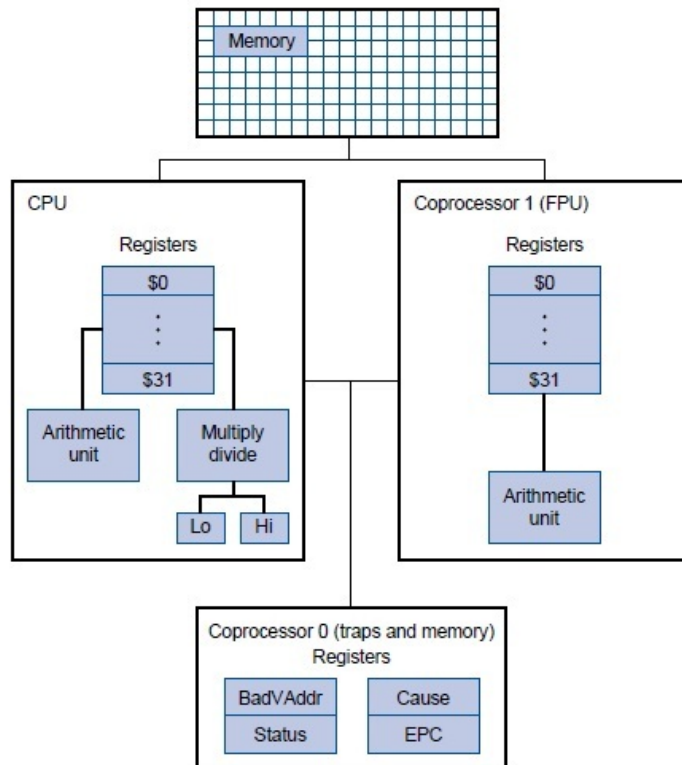 Memory
CPU
Registers
$0
$31
Arithmetic
unit
Multiply
divide
Lo
Hi
Coprocessor 1 (FPU)
Registers
$0
$31
Arithmetic
unit
Coprocessor 0 (traps and memory)
Registers
BadVAddr
Cause
Status
EPC